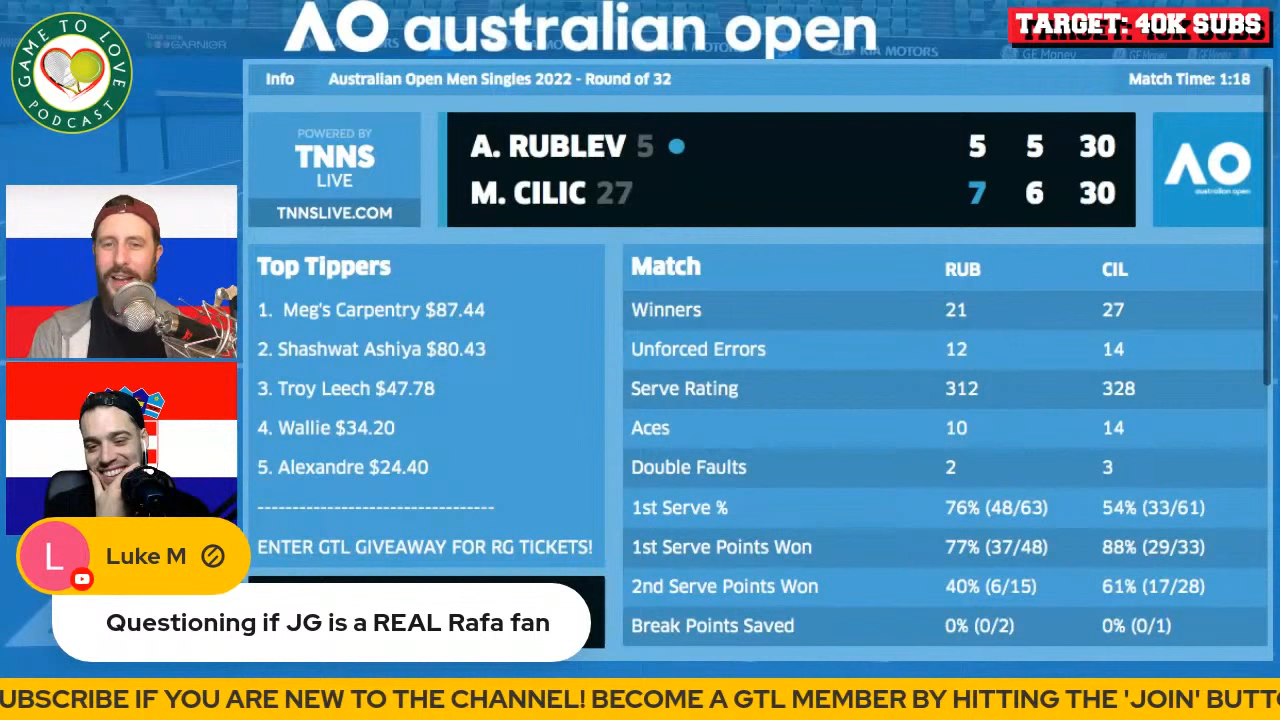 GAME TO LOVE
PODCAST
AO australian open
TARGET: 40K SUBS
KIA MOTORS
GE Money
GARNIER
Info Australian Open Men Singles 2022 - Round of 32 Match Time: 1:18
POWERED BY
TNNS
LIVE
TNNSLIVE.COM
A. RUBLEV 5 5 5 30
M. CILIC 27 7 6 30
AO
australian open
Top Tippers
1. Meg's Carpentry $87.44
2. Shashwat Ashiya $80.43
3. Troy Leech $47.78
4. Wallie $34.20
5. Alexandre $24.40
----------------------------------
ENTER GTL GIVEAWAY FOR RG TICKETS!
Match RUB CIL
Winners 21 27
Unforced Errors 12 14
Serve Rating 312 328
Aces 10 14
Double Faults 2 3
1st Serve % 76% (48/63) 54% (33/61)
1st Serve Points Won 77% (37/48) 88% (29/33)
2nd Serve Points Won 40% (6/15) 61% (17/28)
Break Points Saved 0% (0/2) 0% (0/1)
L
Luke M
Questioning if JG is a REAL Rafa fan
UBSCRIBE IF YOU ARE NEW TO THE CHANNEL! BECOME A GTL MEMBER BY HITTING THE 'JOIN' BUTT